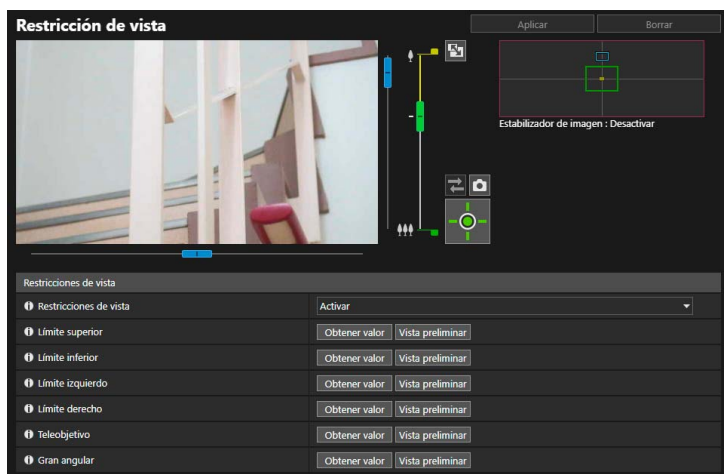 Restricción de vista
Aplicar
Borrar
Estabilizador de imagen : Desactivar
Restricciones de vista
Restricciones de vista
Activar
Límite superior
Obtener valor
Vista preliminar
Límite inferior
Obtener valor
Vista preliminar
Límite izquierdo
Obtener valor
Vista preliminar
Límite derecho
Obtener valor
Vista preliminar
Teleobjetivo
Obtener valor
Vista preliminar
Gran angular
Obtener valor
Vista preliminar